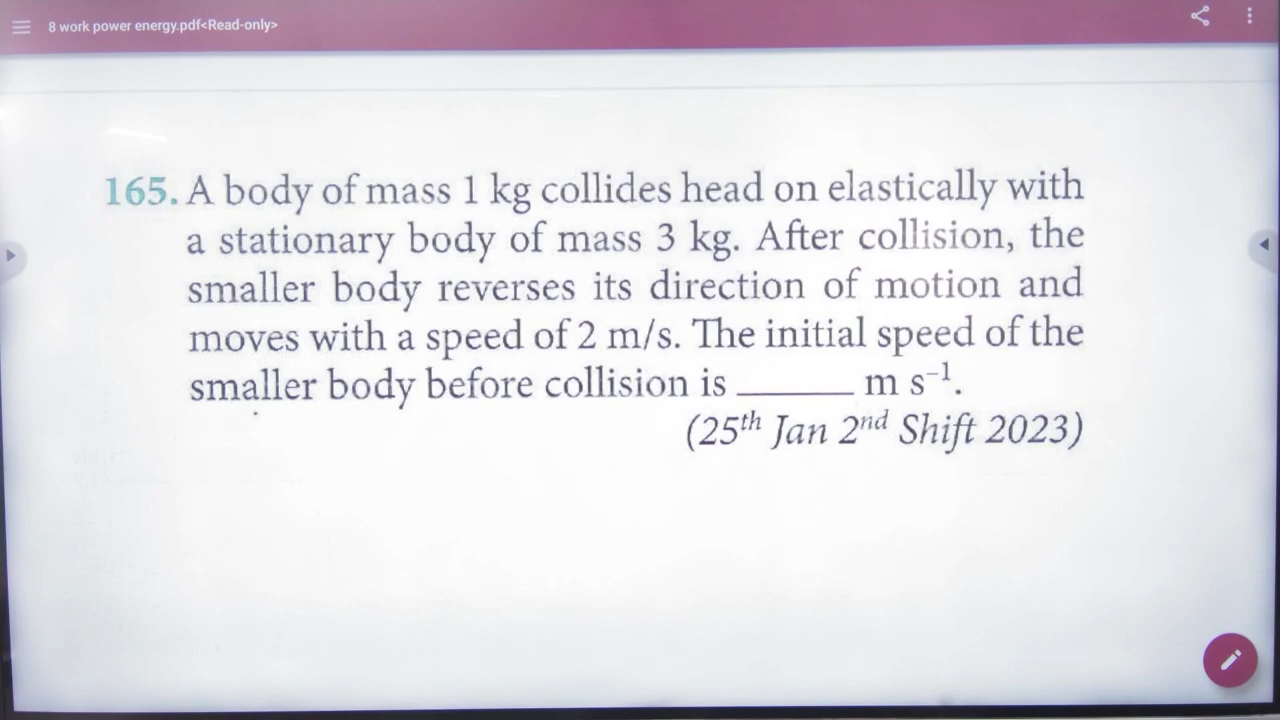 8 work power energy.pdf<Read-only>
165. A body of mass 1 kg collides head on elastically with
a stationary body of mass 3 kg. After collision, the
smaller body reverses its direction of motion and
moves with a speed of 2 m/s. The initial speed of the
smaller body before collision is ______ m s⁻¹.
(25th Jan 2nd Shift 2023)